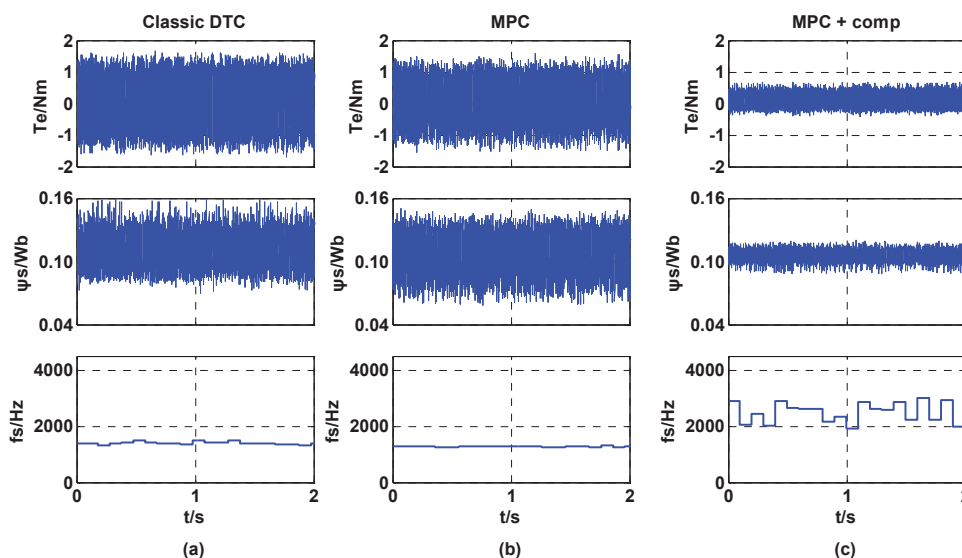 Classic DTC
MPC
MPC + comp
2
1
0
-1
-2
Te/Nm
2
1
0
-1
-2
Te/Nm
2
1
0
-1
-2
Te/Nm
0.16
0.10
0.04
ψs/Wb
0.16
0.10
0.04
ψs/Wb
0.16
0.10
0.04
ψs/Wb
4000
2000
0
fs/Hz
0 1 2
t/s
4000
2000
0
fs/Hz
0 1 2
t/s
4000
2000
0
fs/Hz
0 1 2
t/s
(a)
(b)
(c)